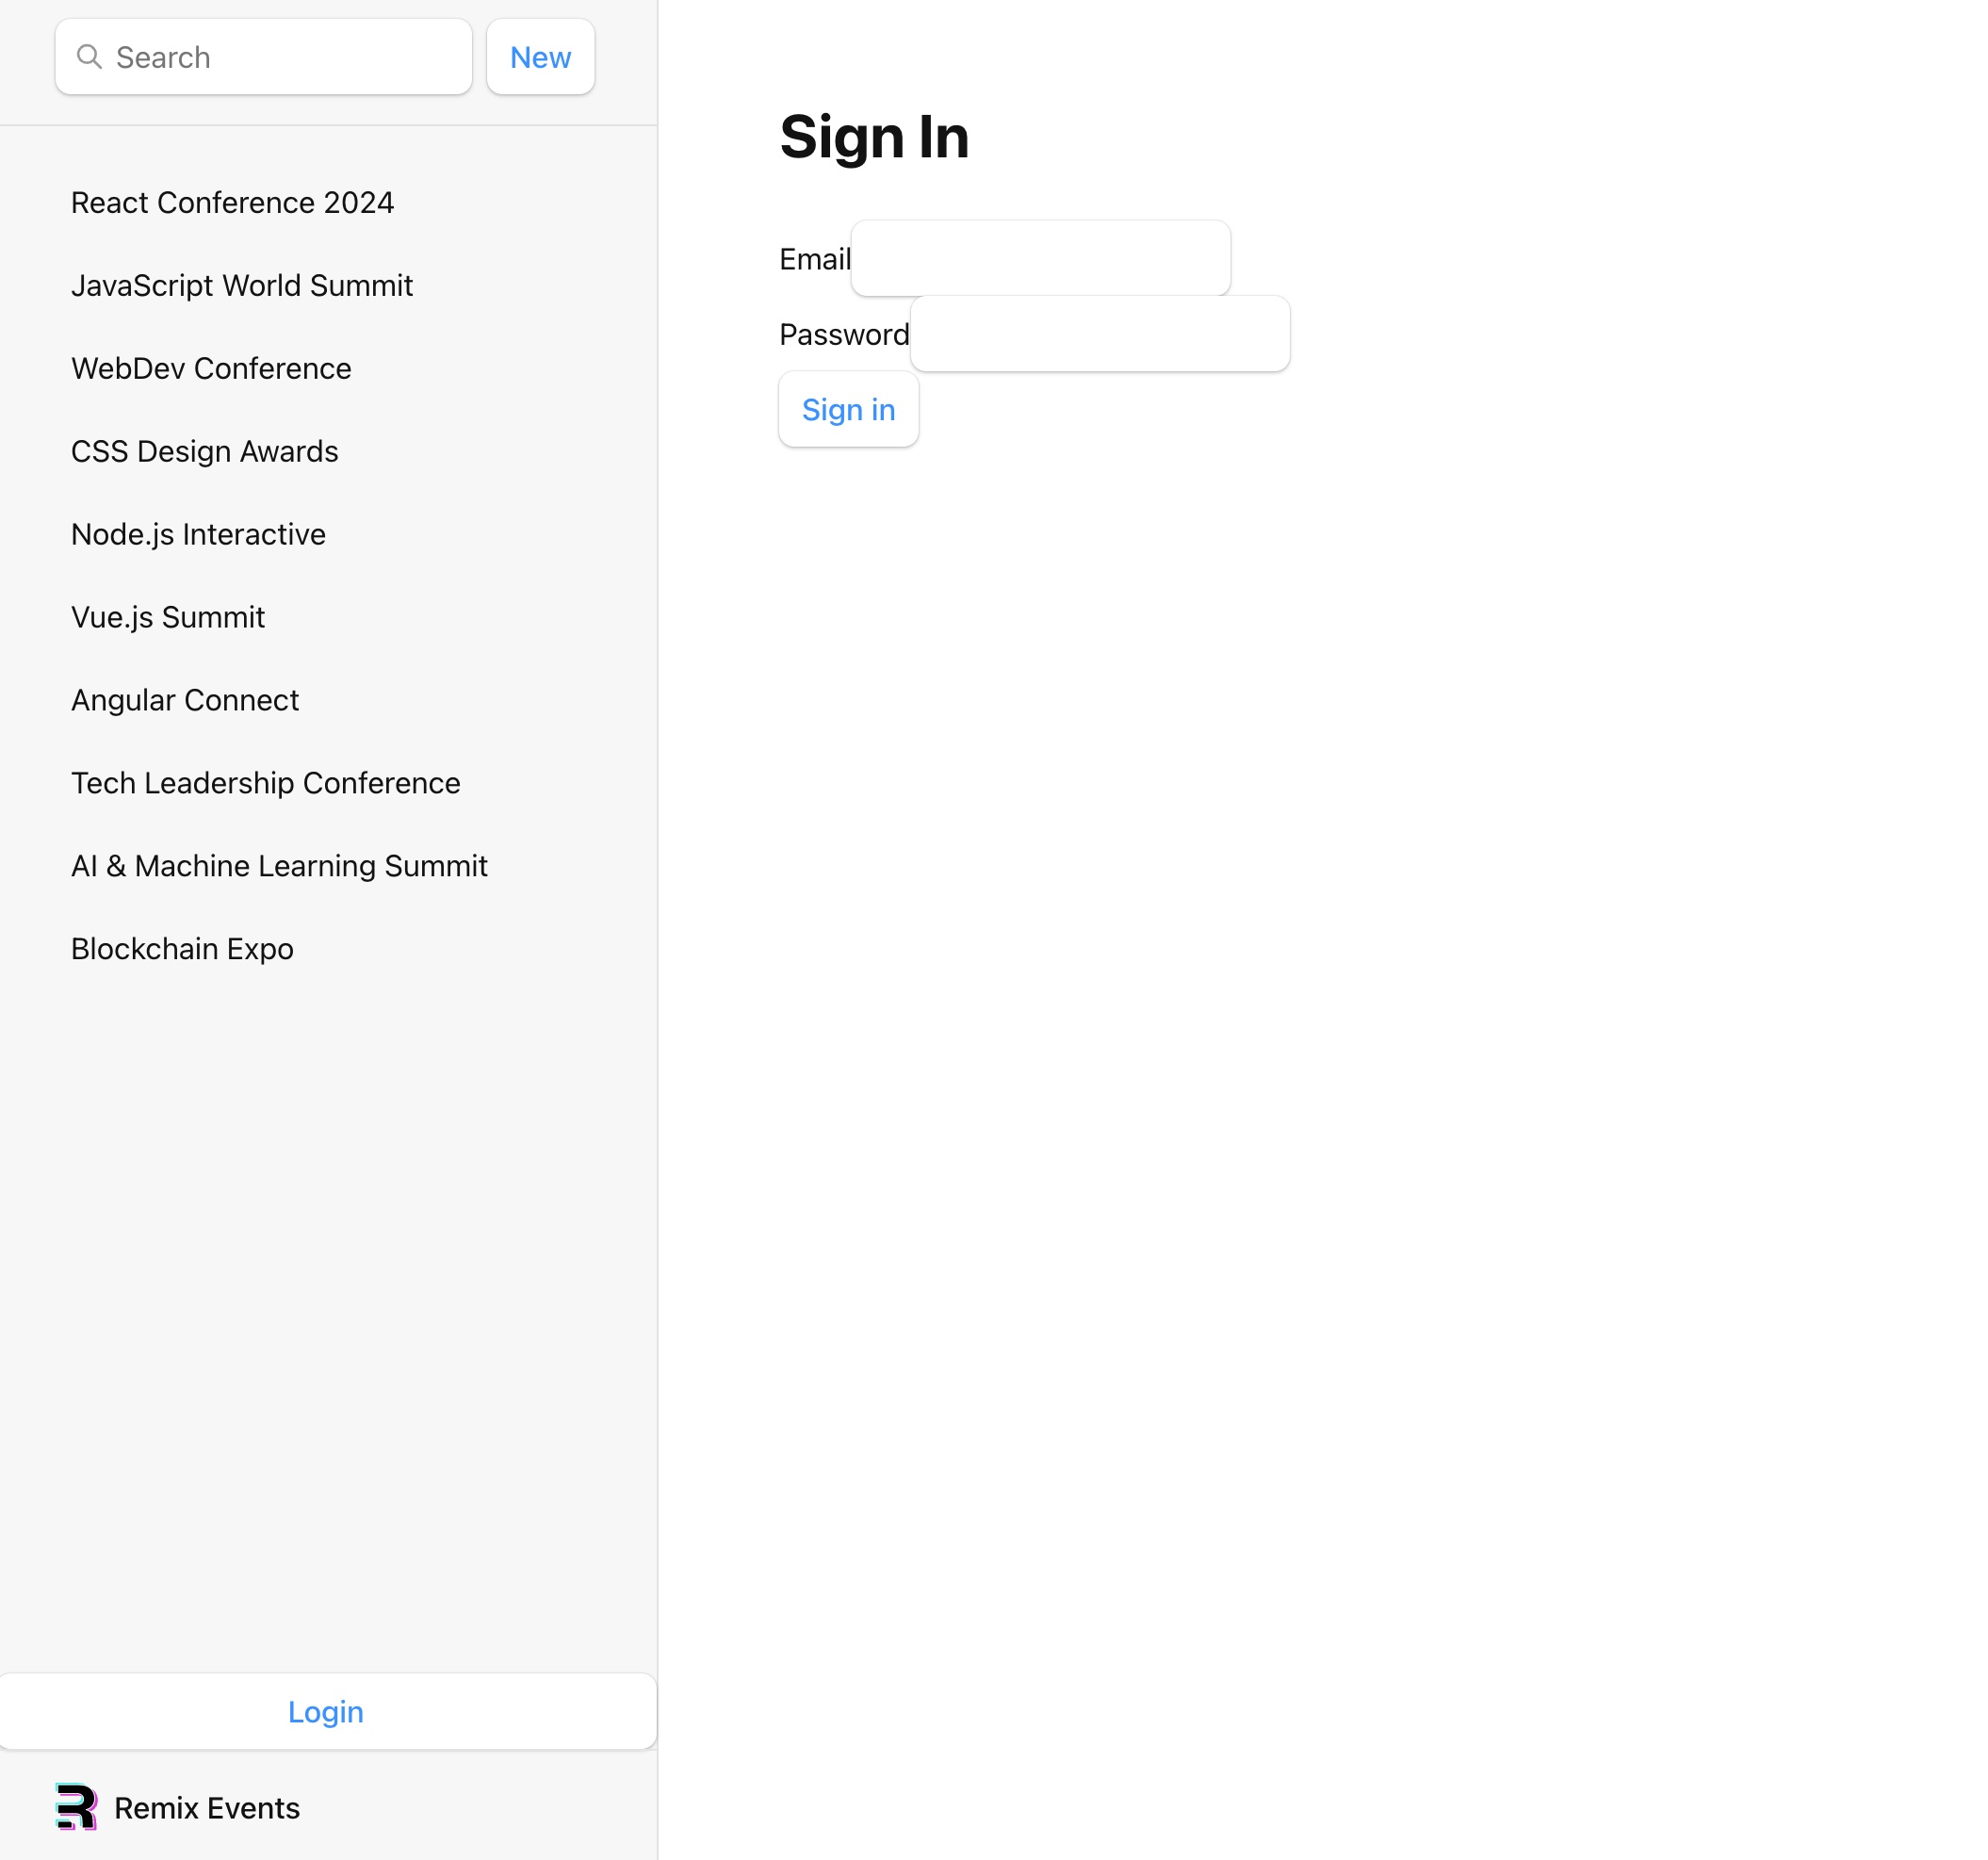 Search
New
React Conference 2024
JavaScript World Summit
WebDev Conference
CSS Design Awards
Node.js Interactive
Vue.js Summit
Angular Connect
Tech Leadership Conference
AI & Machine Learning Summit
Blockchain Expo
Login
Remix Events
Sign In
Email
Password
Sign in